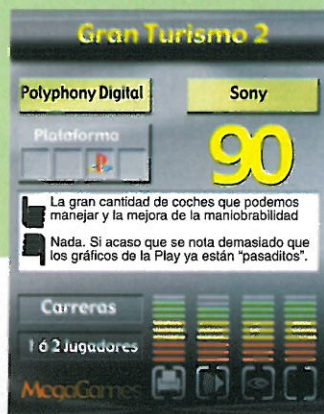 Gran Turismo 2
Polyphony Digital
Sony
Plataforma
90
La gran cantidad de coches que podemos
manejar y la mejora de la maniobrabilidad
Nada. Si acaso que se nota demasiado que
los gráficos de la Play ya están “pasaditos”.
Carreras
1 ó 2 Jugadores
MegaGames